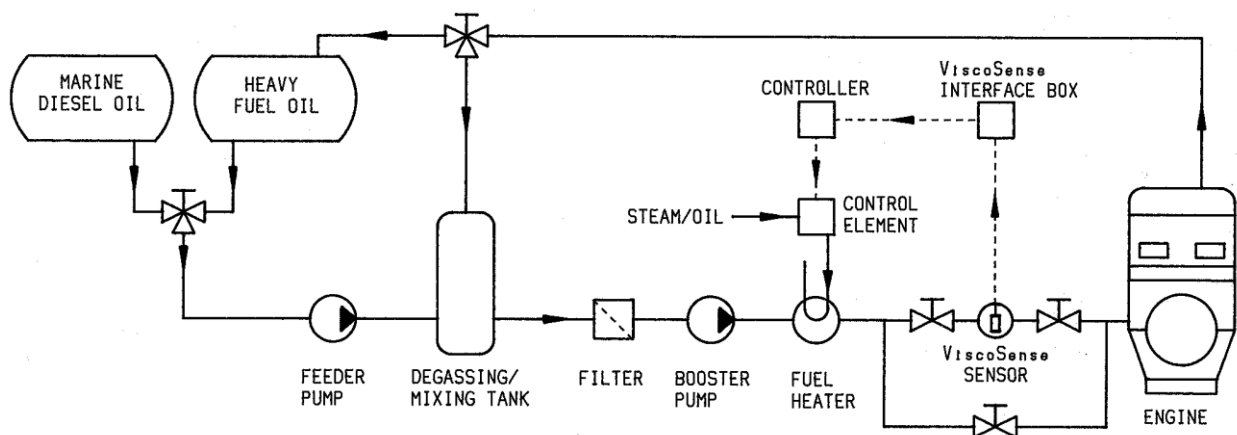 MARINE
DIESEL OIL
HEAVY
FUEL OIL
CONTROLLER
ViscoSense
INTERFACE BOX
STEAM/OIL
CONTROL
ELEMENT
FEEDER
PUMP
DEGASSING/
MIXING TANK
FILTER
BOOSTER
PUMP
FUEL
HEATER
ViscoSense
SENSOR
ENGINE